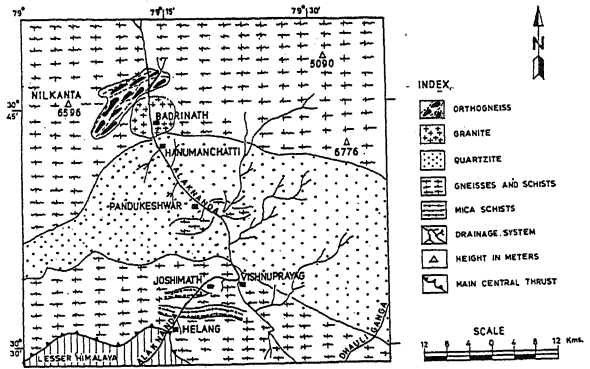 79° 79° 15' 79° 30'
N
5090
NILKANTA
6596
30° 45'
BADRINATH
HANUMANCHATTI
6776
ALAKNANDA
PANDUKESHWAR
JOSHIMATH
VISHNUPRAYAG
HELANG
ALAKNANDA
DHAULIGANGA
30° 30'
LESSER HIMALAYA
INDEX
ORTHOGNEISS
GRANITE
QUARTZITE
GNEISSES AND SCHISTS
MICA SCHISTS
DRAINAGE SYSTEM
HEIGHT IN METERS
MAIN CENTRAL THRUST
SCALE
12 8 4 0 4 8 12 Kms.